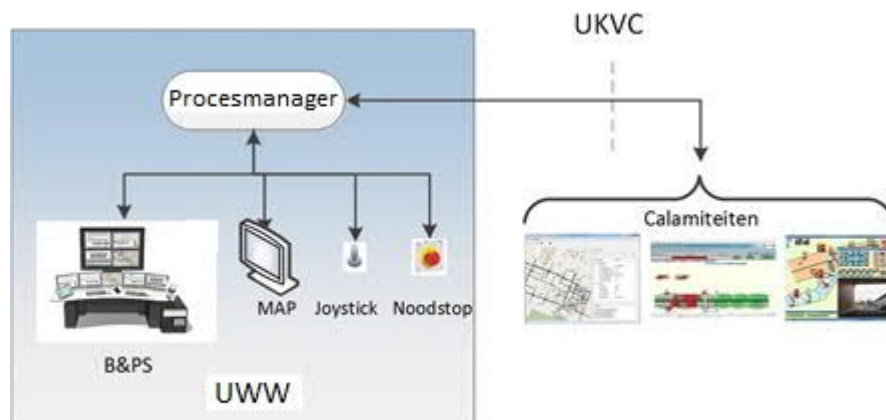 UKVC
Procesmanager
Calamiteiten
MAP
Joystick
Noodstop
B&PS
UWW